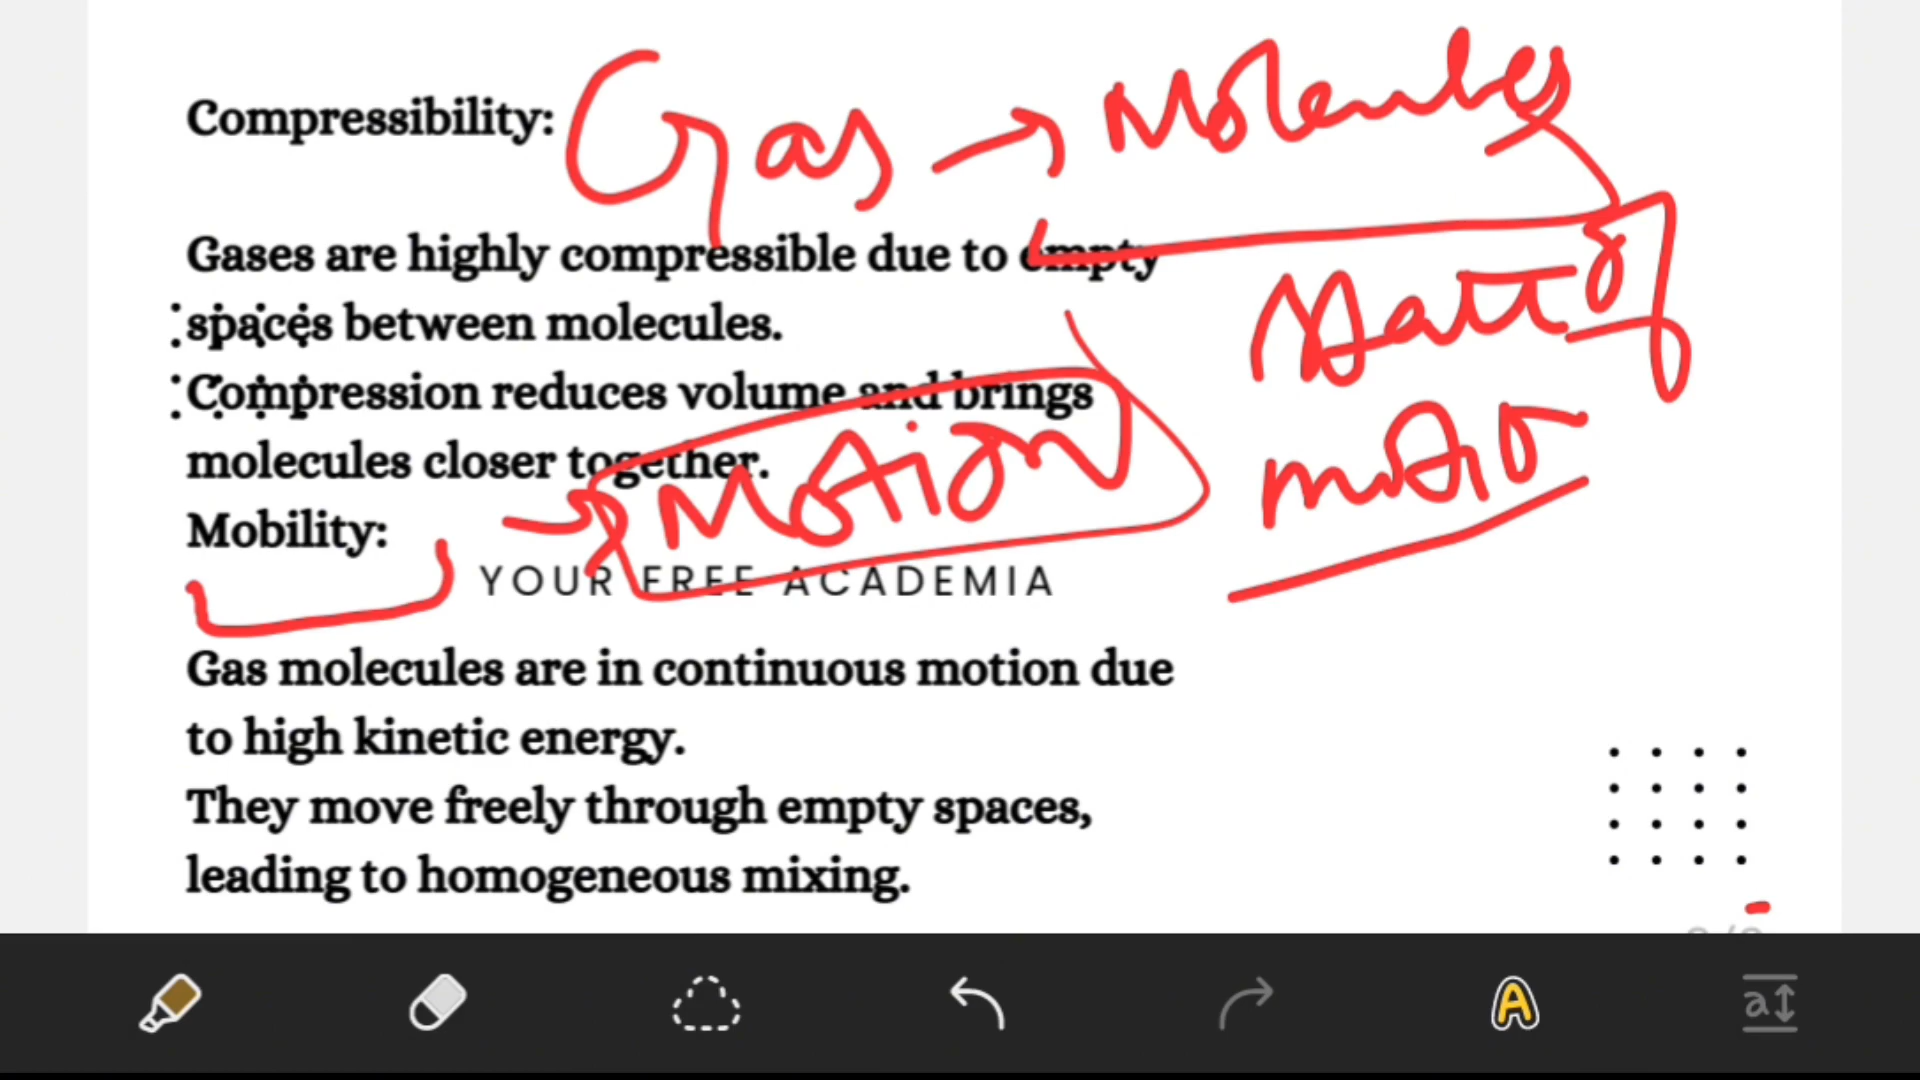 Compressibility: Gas → Molecules
Gases are highly compressible due to empty
spaces between molecules.
Compression reduces volume and brings
molecules closer together.
Mobility: → Motion
YOUR FREE ACADEMIA
Gas molecules are in continuous motion due
to high kinetic energy.
They move freely through empty spaces,
leading to homogeneous mixing.
A
a